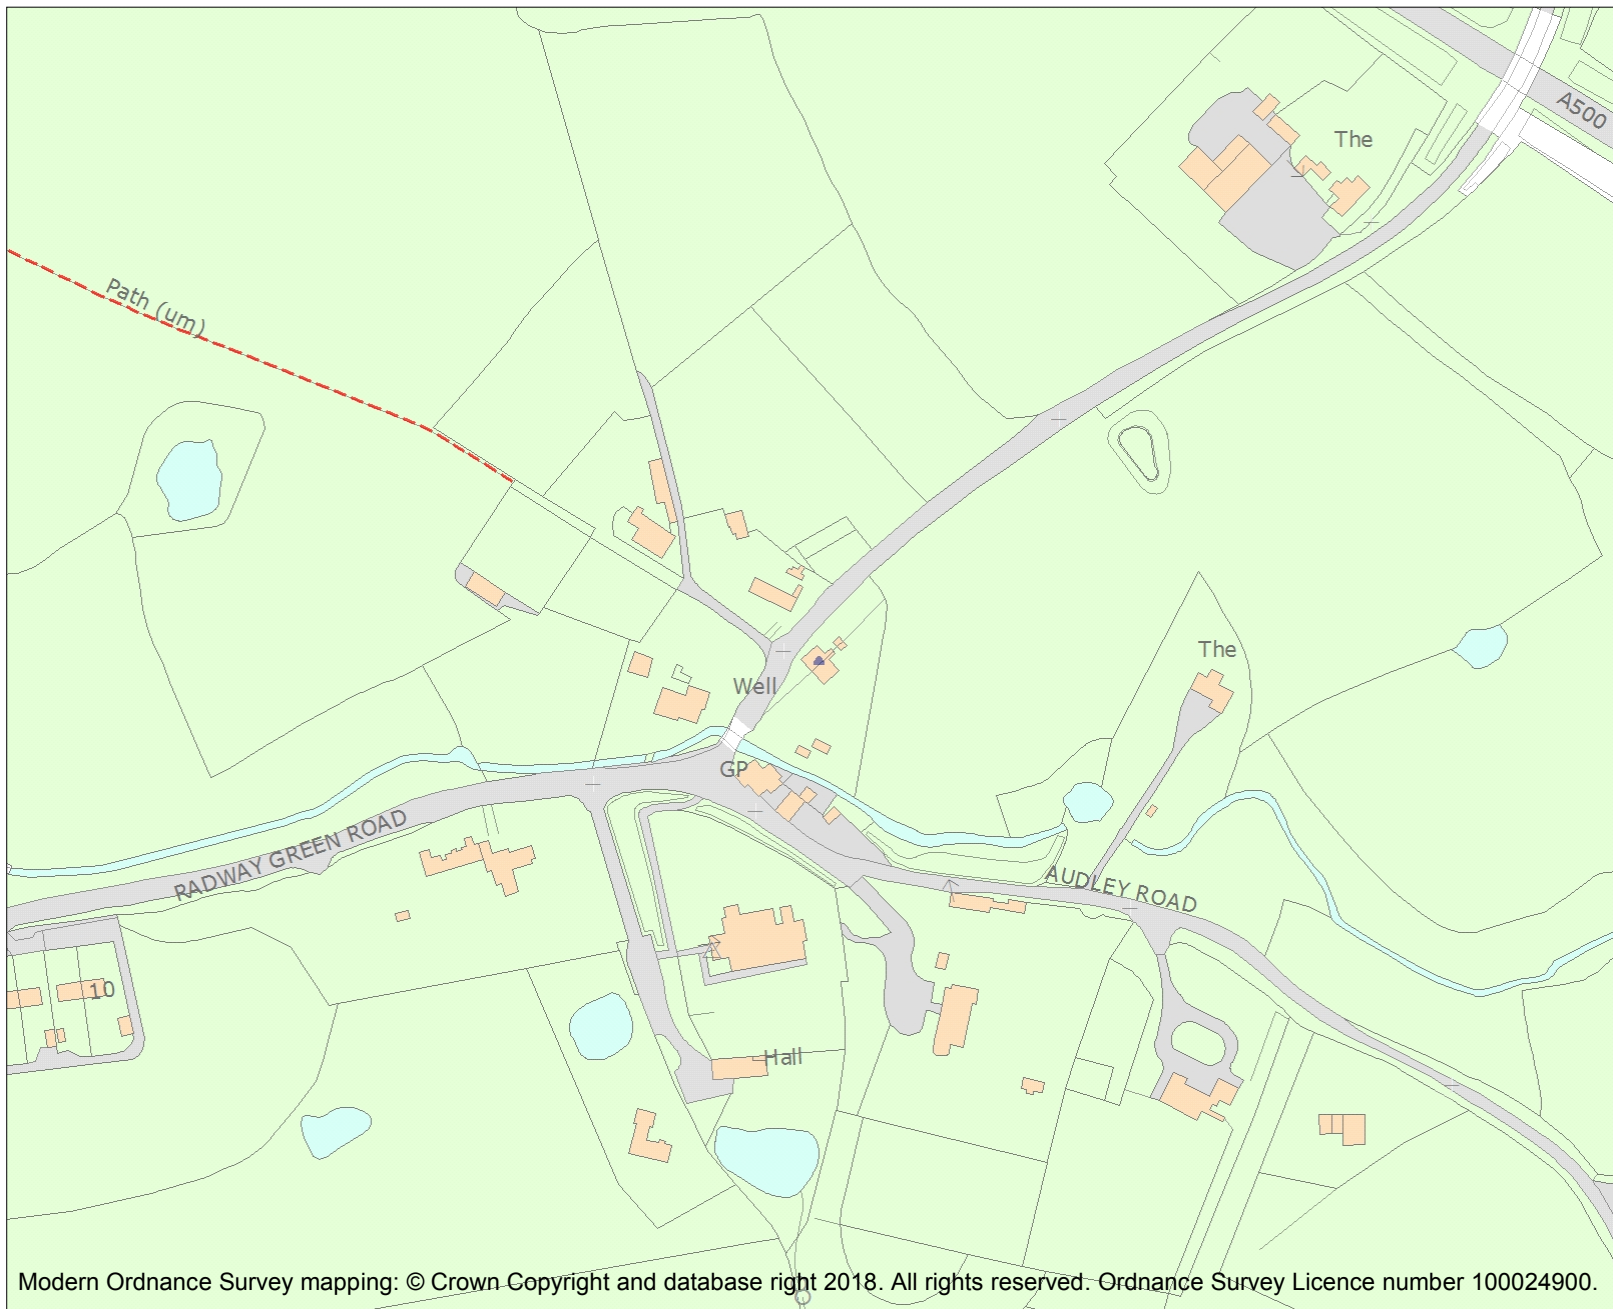 A500
The
Path (um)
The
Well
GP
RADWAY GREEN ROAD
AUDLEY ROAD
10
Hall
Modern Ordnance Survey mapping: © Crown Copyright and database right 2018. All rights reserved. Ordnance Survey Licence number 100024900.